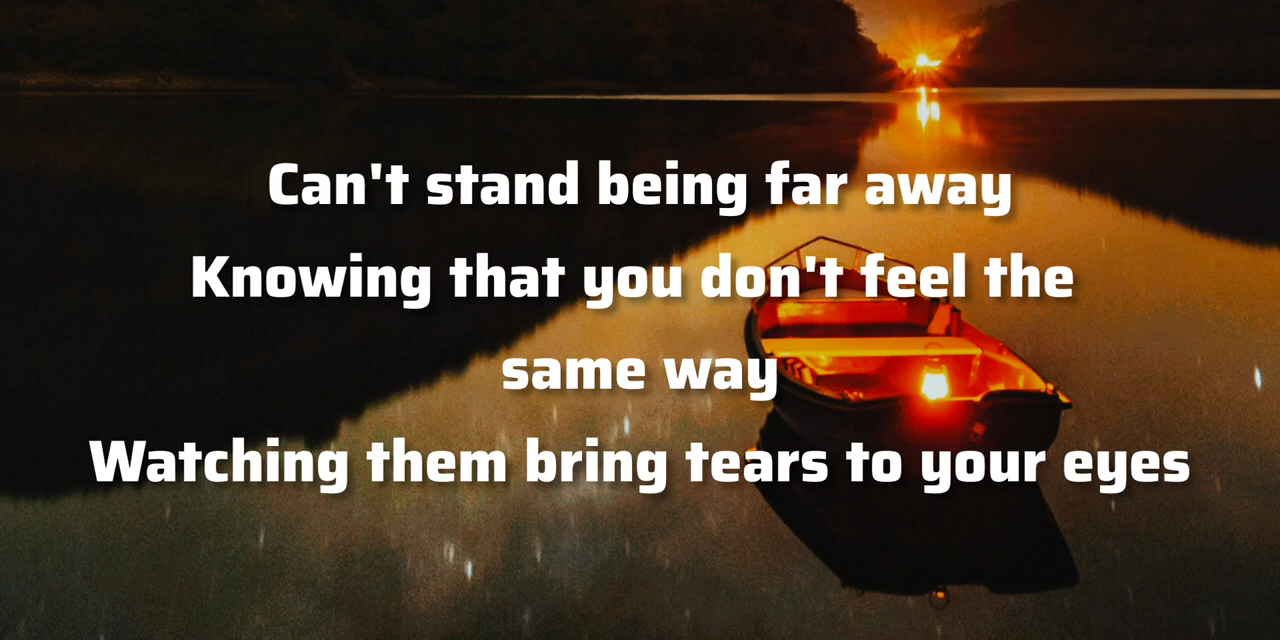 Can't stand being far away
Knowing that you don't feel the
same way
Watching them bring tears to your eyes